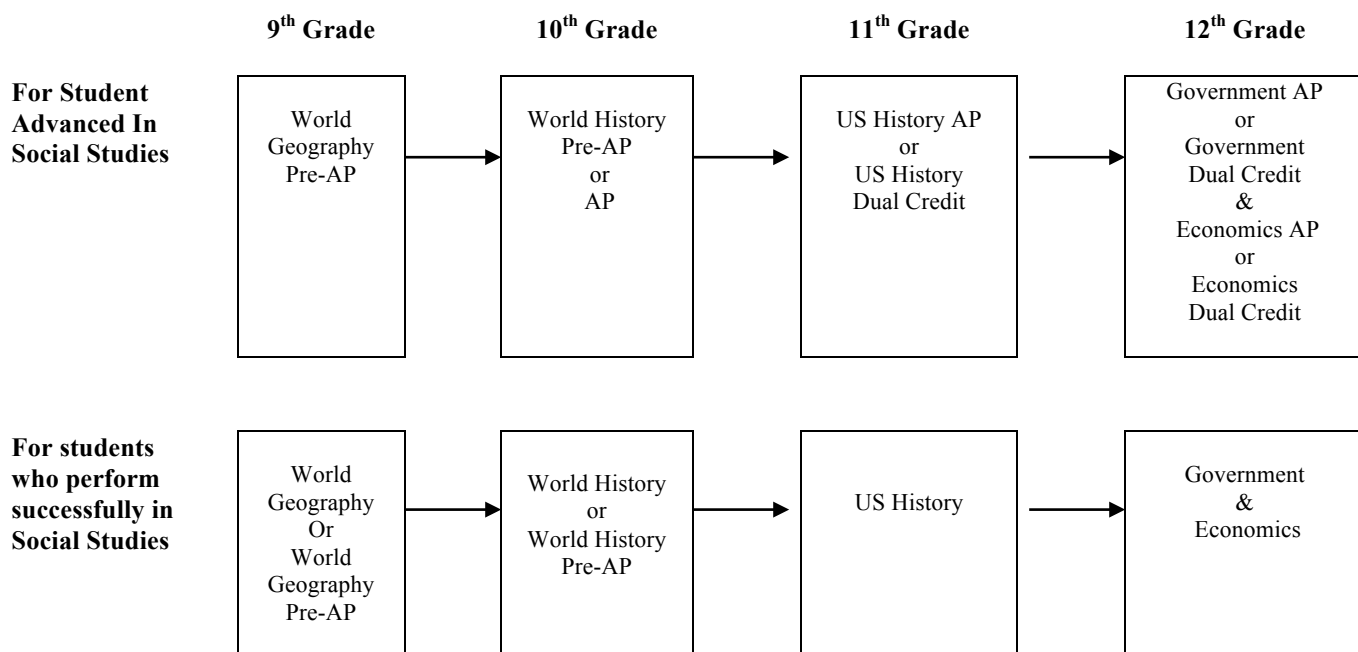 9th Grade
10th Grade
11th Grade
12th Grade
For Student
Advanced In
Social Studies
World
Geography
Pre-AP
World History
Pre-AP
or
AP
US History AP
or
US History
Dual Credit
Government AP
or
Government
Dual Credit
&
Economics AP
or
Economics
Dual Credit
For students
who perform
successfully in
Social Studies
World
Geography
Or
World
Geography
Pre-AP
World History
or
World History
Pre-AP
US History
Government
&
Economics